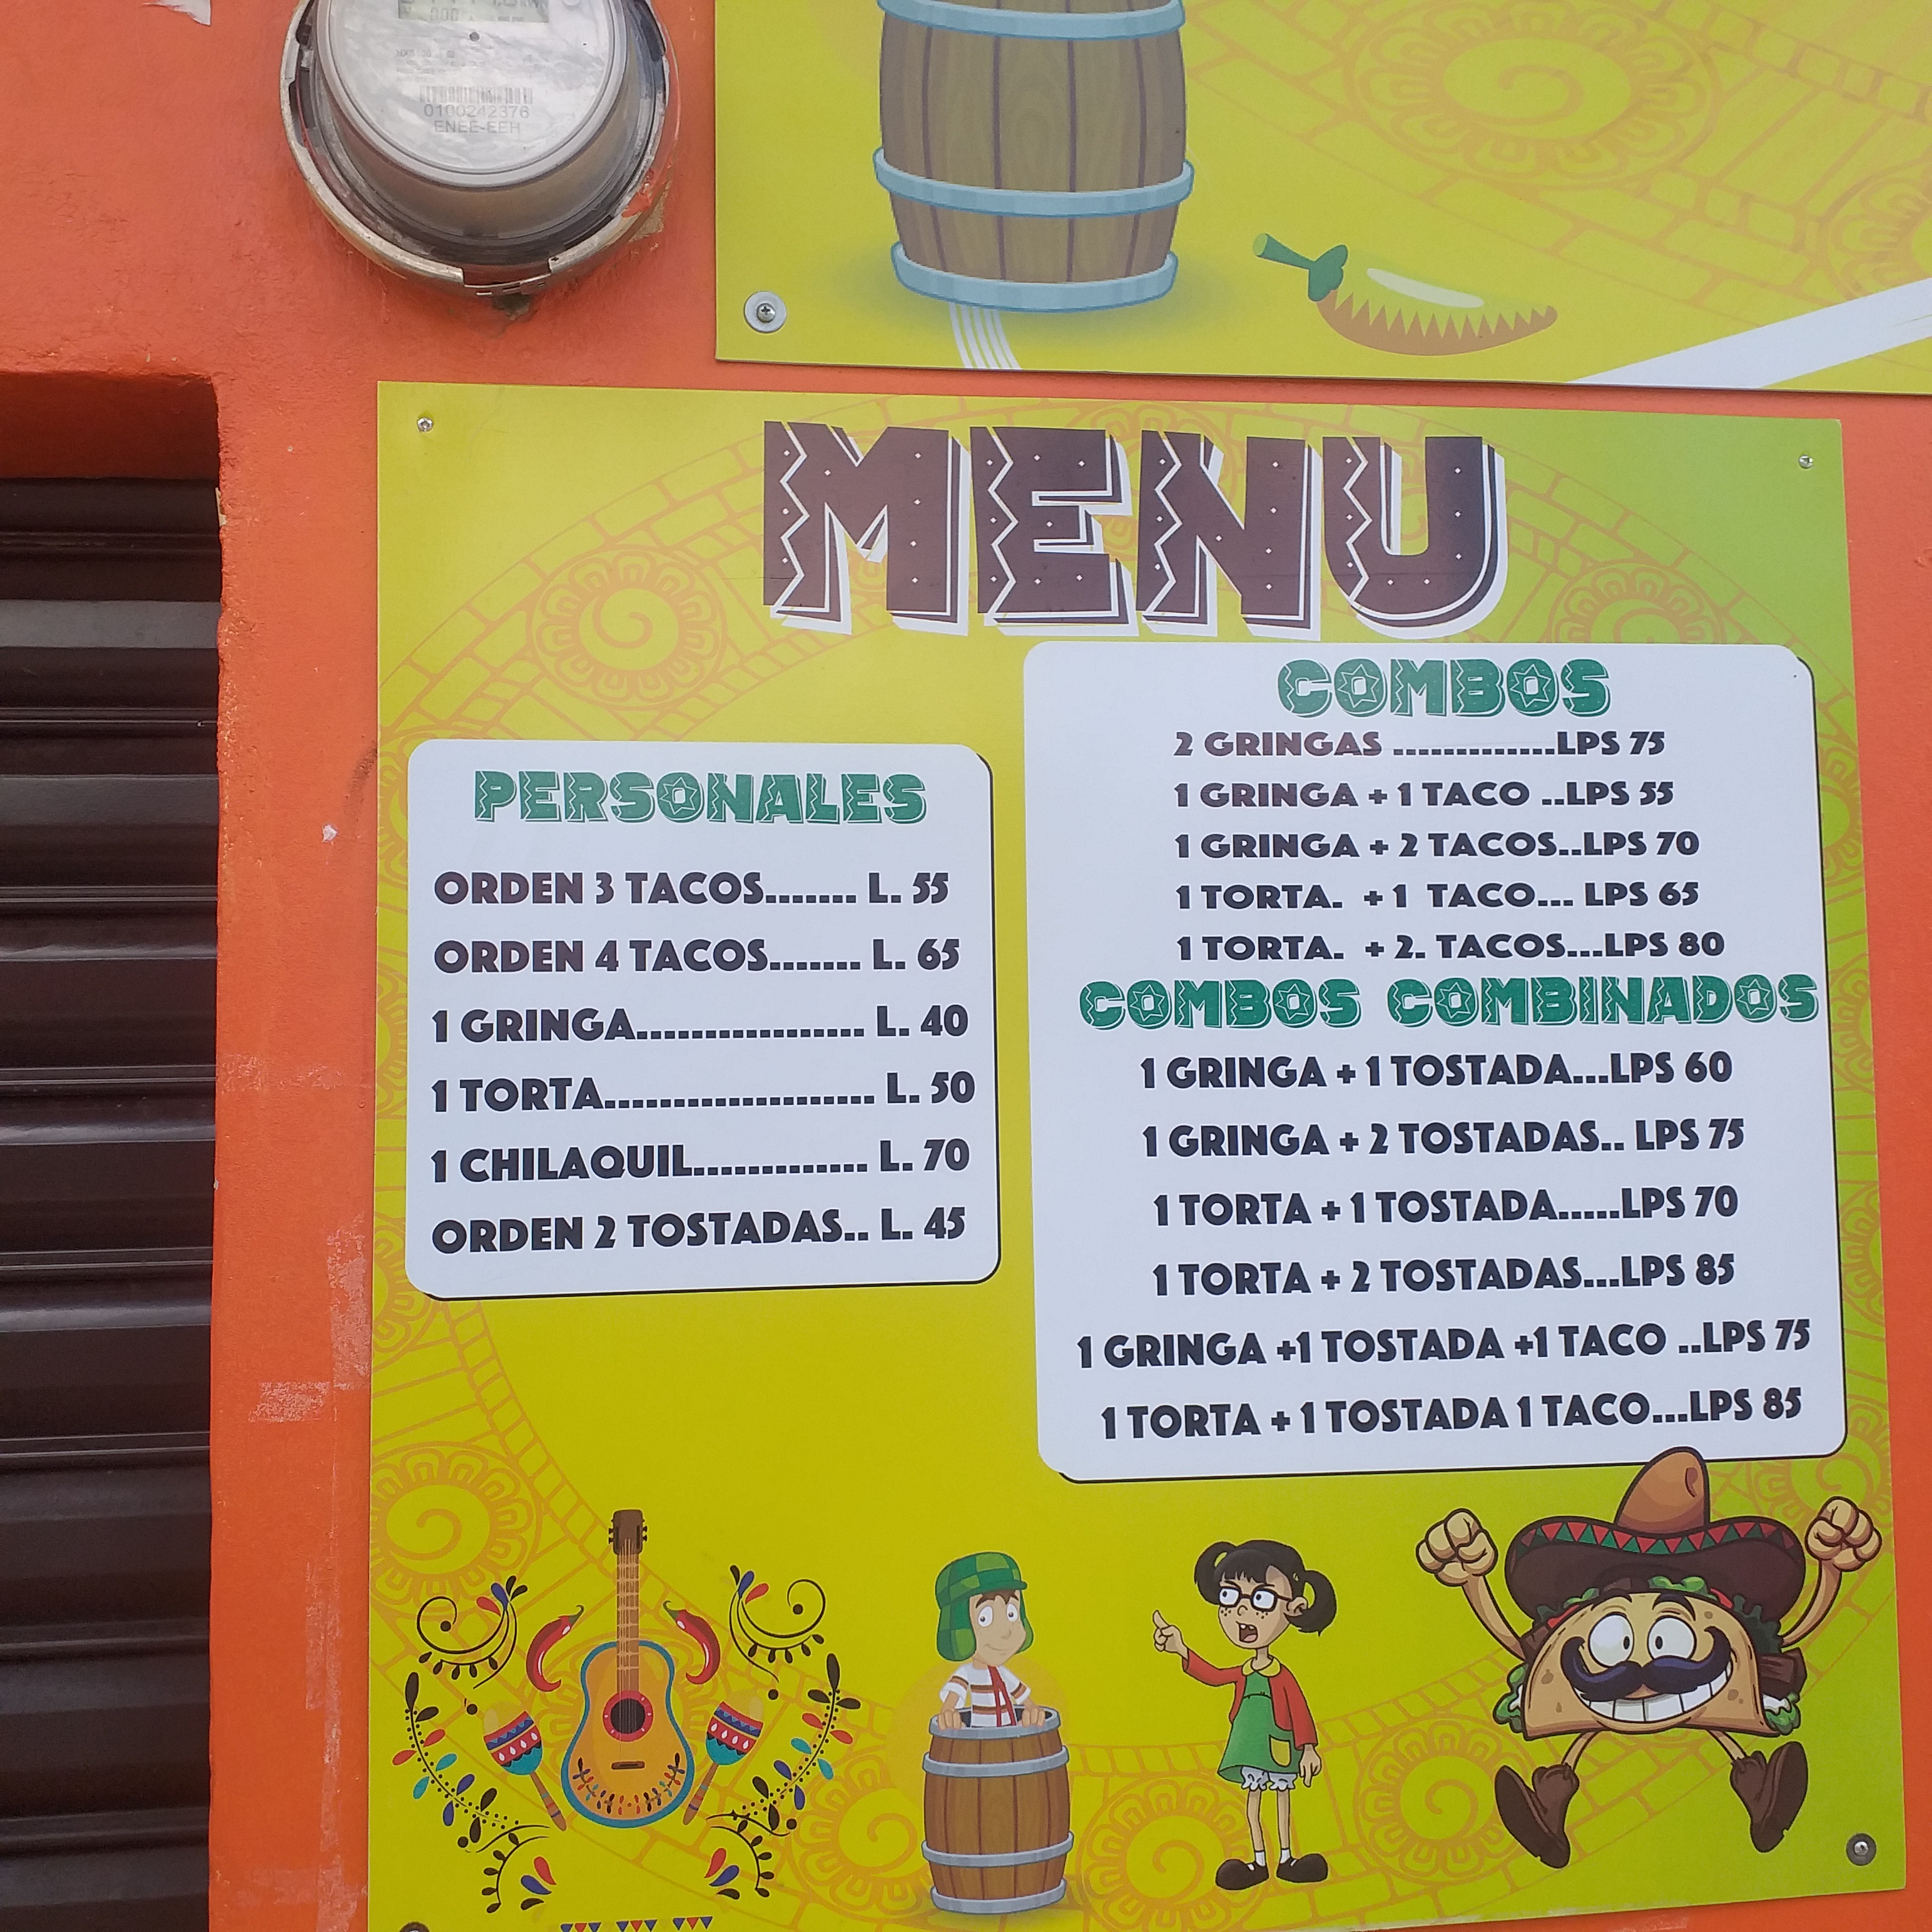 0100242376
ENEE-EEH
MENU
PERSONALES
ORDEN 3 TACOS....... L. 55
ORDEN 4 TACOS....... L. 65
1 GRINGA................. L. 40
1 TORTA.................... L. 50
1 CHILAQUIL............. L. 70
ORDEN 2 TOSTADAS.. L. 45
COMBOS
2 GRINGAS .............LPS 75
1 GRINGA + 1 TACO ..LPS 55
1 GRINGA + 2 TACOS..LPS 70
1 TORTA. + 1 TACO... LPS 65
1 TORTA. + 2. TACOS...LPS 80
COMBOS COMBINADOS
1 GRINGA + 1 TOSTADA...LPS 60
1 GRINGA + 2 TOSTADAS.. LPS 75
1 TORTA + 1 TOSTADA.....LPS 70
1 TORTA + 2 TOSTADAS...LPS 85
1 GRINGA +1 TOSTADA +1 TACO ..LPS 75
1 TORTA + 1 TOSTADA 1 TACO...LPS 85